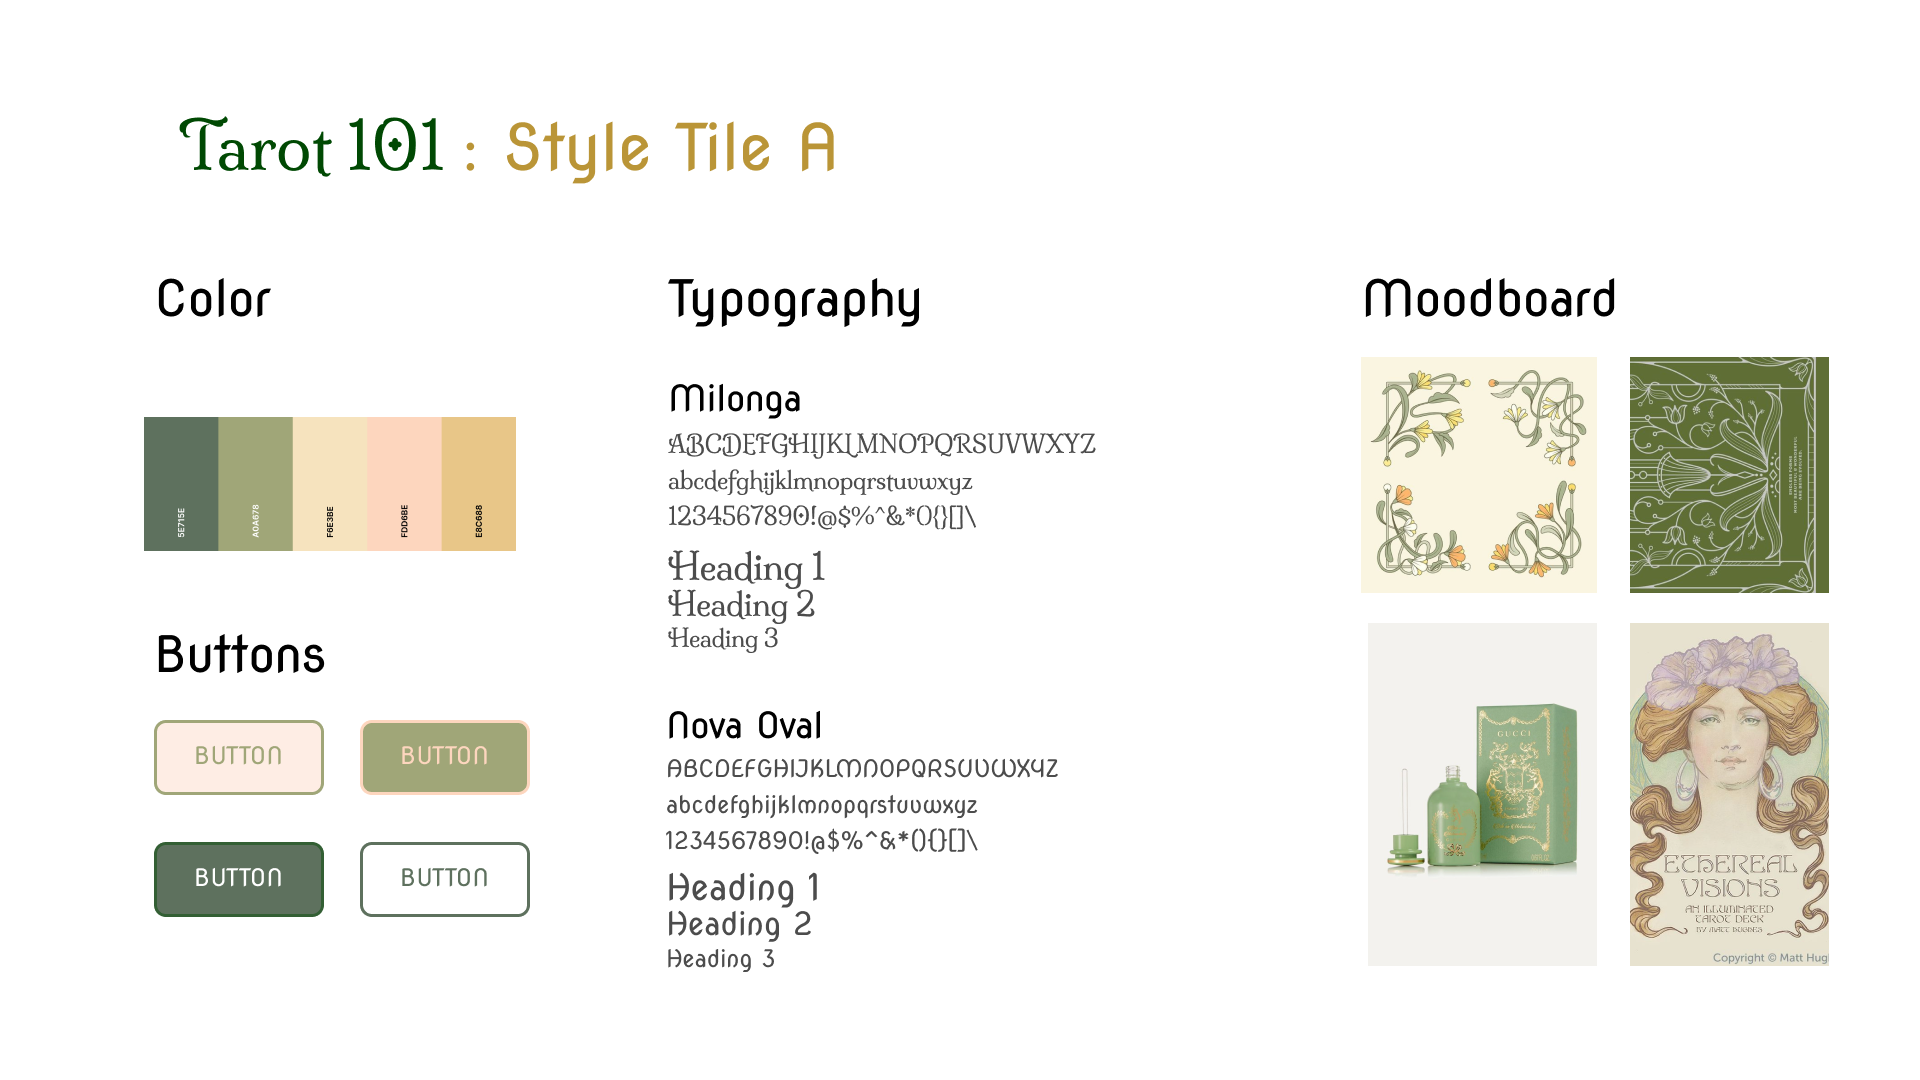 Tarot 101 : Style Tile A
Color
5E715E
A0A678
F6E3BE
FDD6BE
E8C688
Buttons
BUTTON
BUTTON
BUTTON
BUTTON
Typography
Milonga
ABCDEFGHIJKLMNOPQRSUVWXYZ
abcdefghijklmnopqrstuvwxyz
1234567890!@$%^&*(){}[]\
Heading 1
Heading 2
Heading 3
Nova Oval
ABCDEFGHIJKLMNOPQRSUVWXYZ
abcdefghijklmnopqrstuvwxyz
1234567890!@$%^&*(){}[]\
Heading 1
Heading 2
Heading 3
Moodboard
GUCCI
ETHEREAL
VISIONS
AN ILLUMINATED
TAROT DECK
BY MATT HUGHES
Copyright © Matt Hug